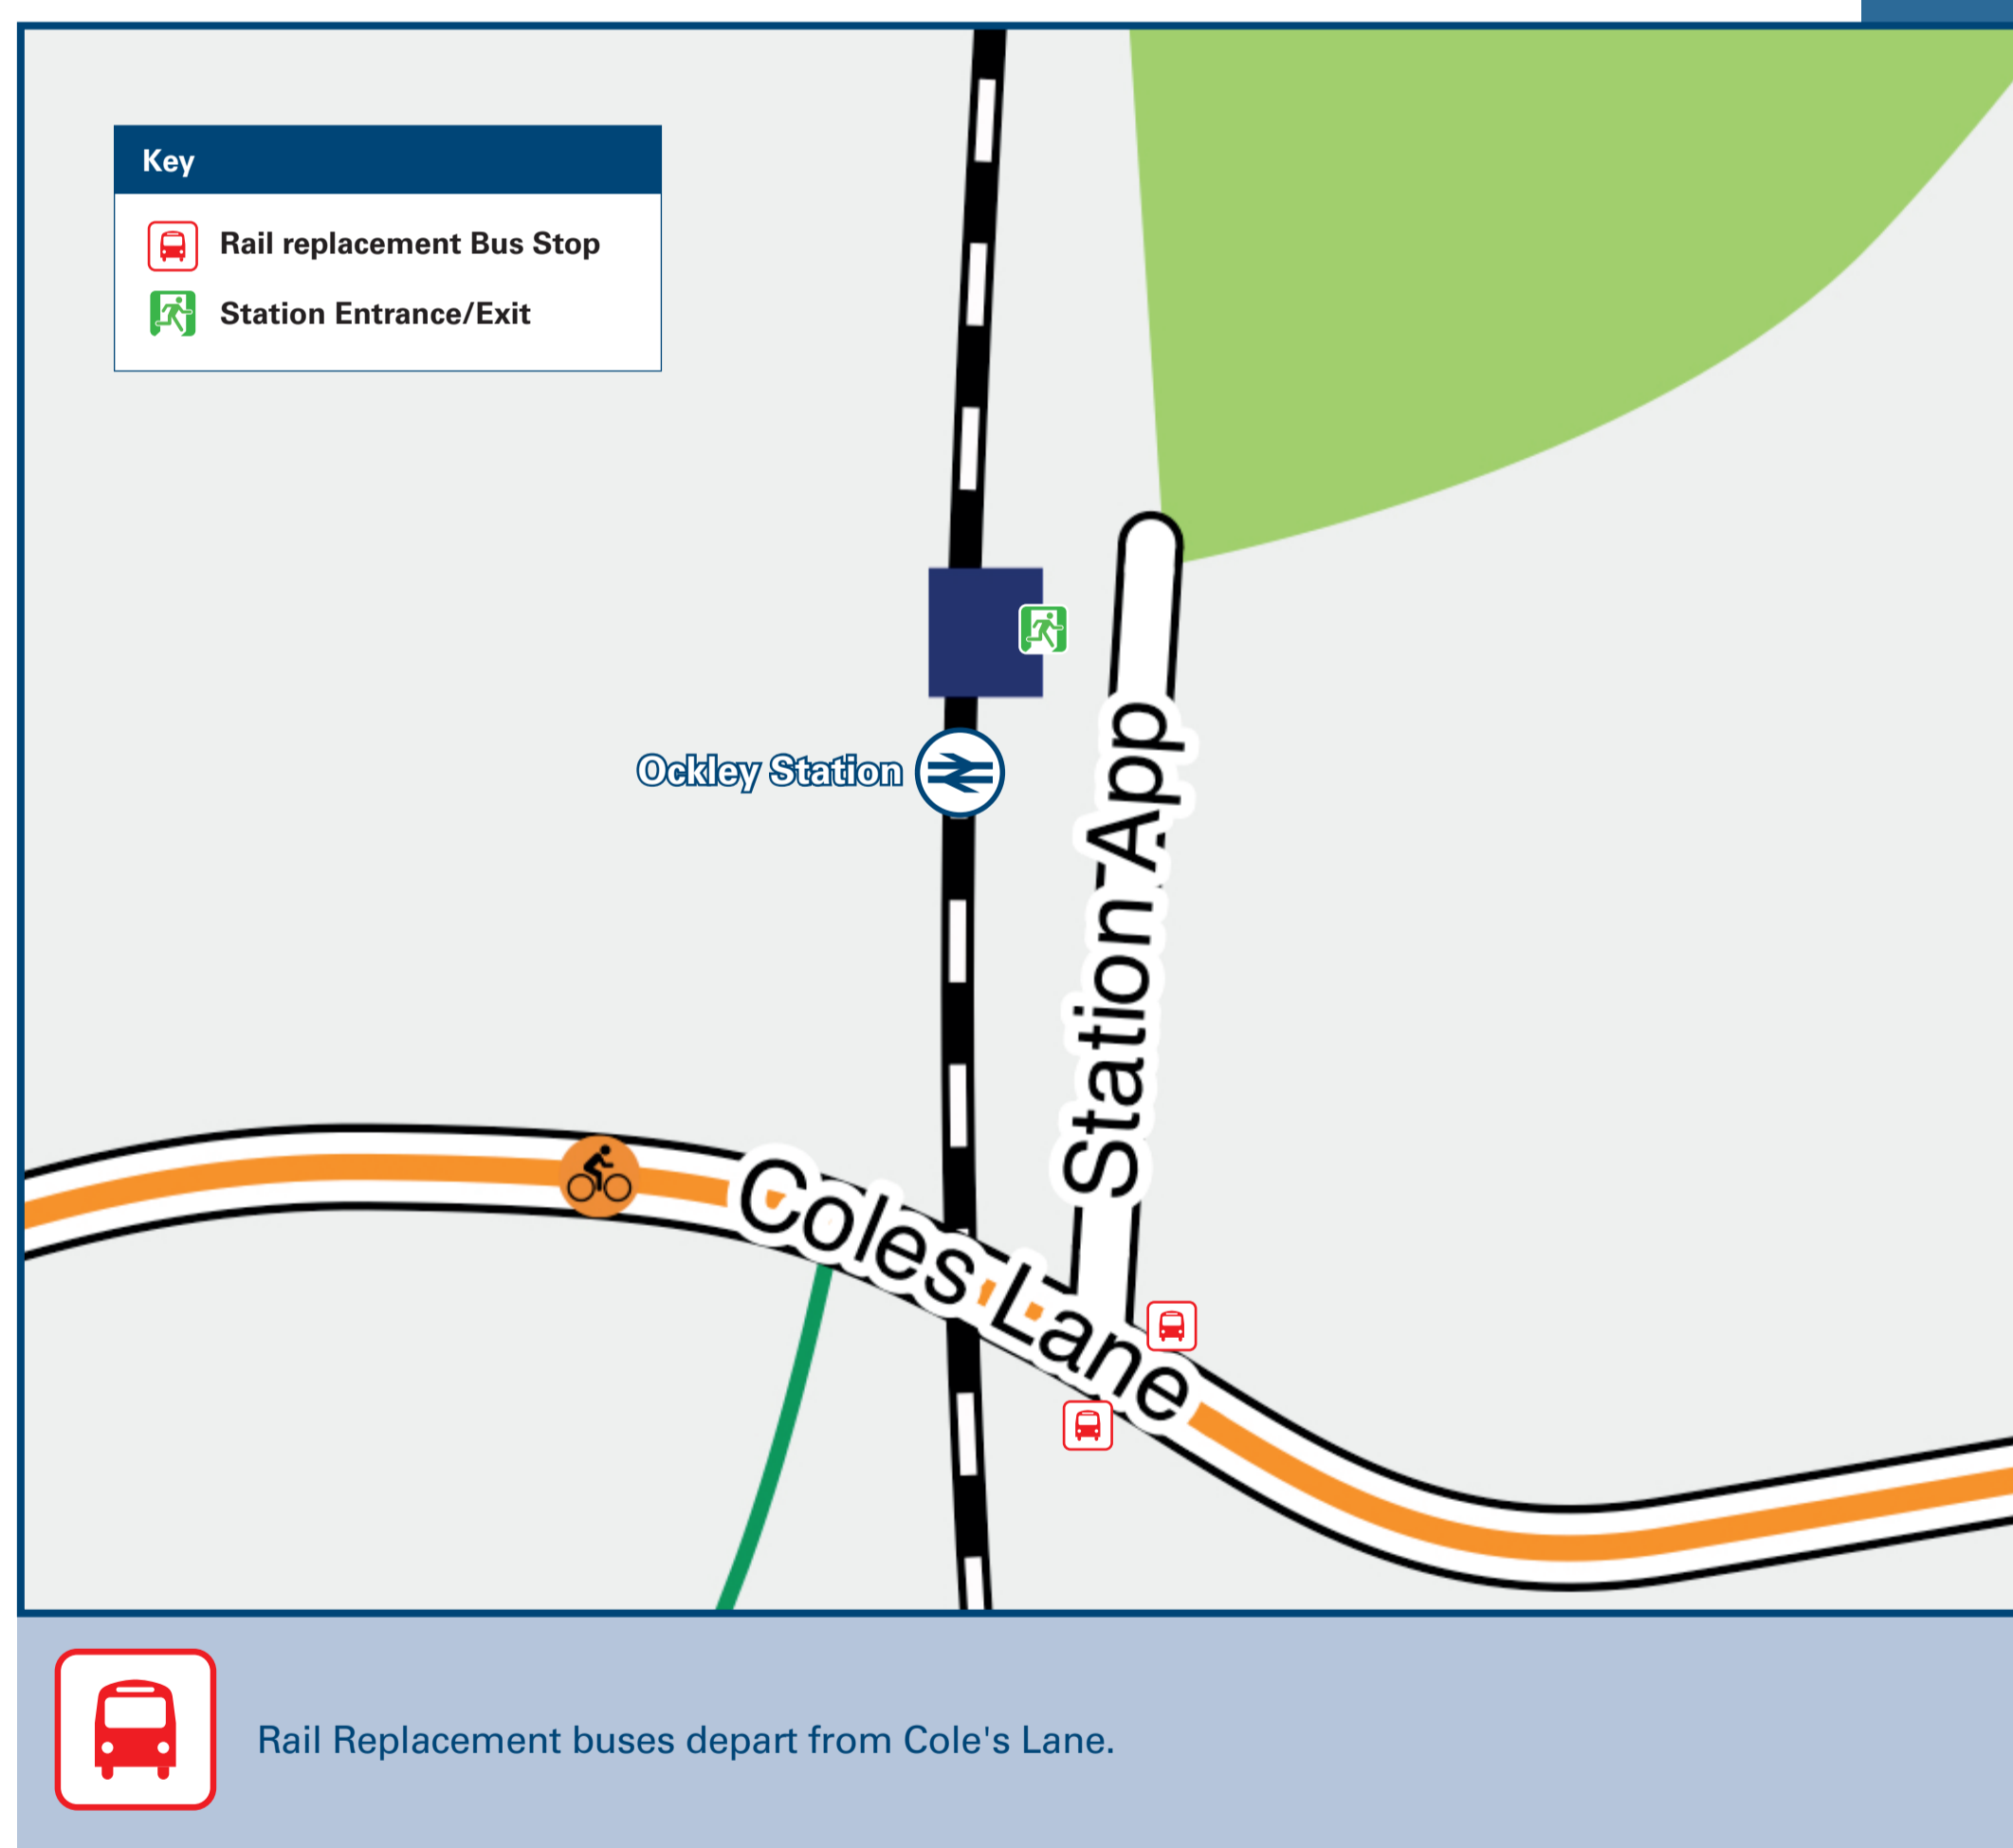 Key
Rail replacement Bus Stop
Station Entrance/Exit
Ockley Station
Station App
Coles Lane
Rail Replacement buses depart from Cole's Lane.